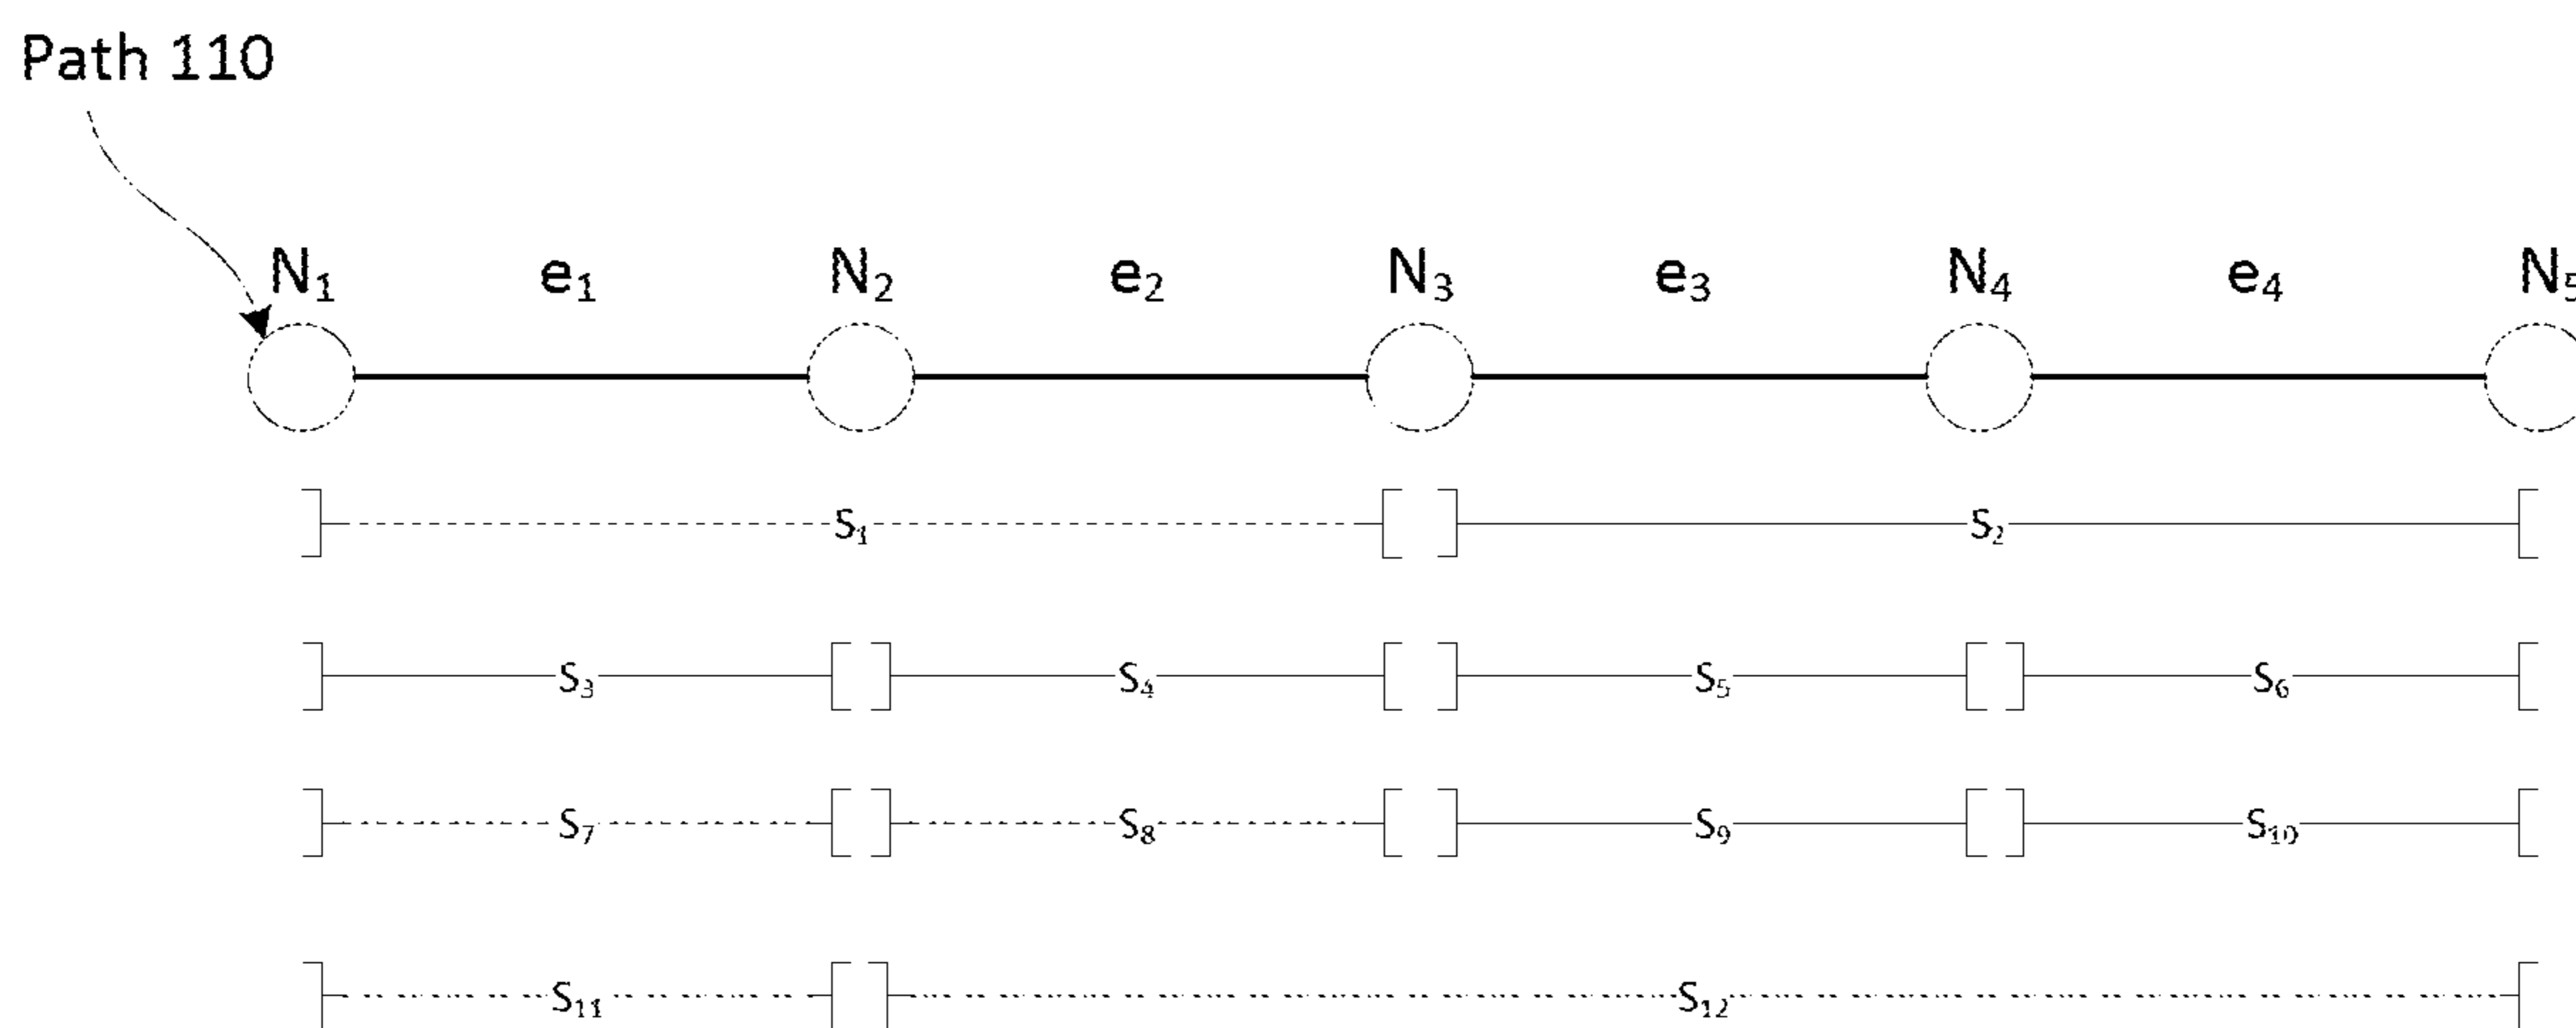 Path 110
N₁ e₁ N₂ e₂ N₃ e₃ N₄ e₄ N₅
S₁ S₂
S₃ S₄ S₅ S₆
S₇ S₈ S₉ S₁₀
S₁₁ S₁₂